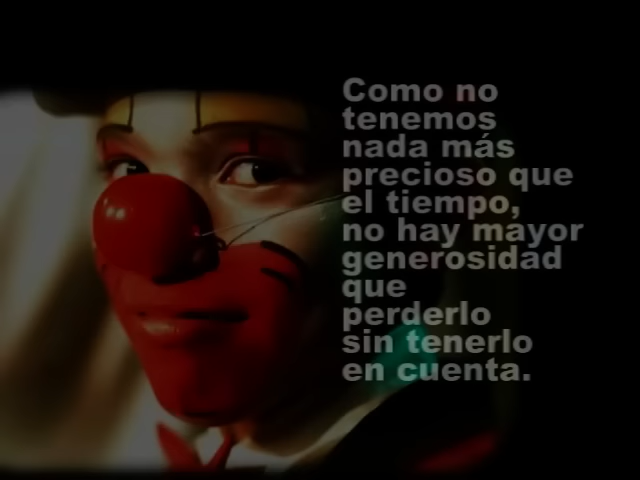 Como no
tenemos
nada más
precioso que
el tiempo,
no hay mayor
generosidad
que
perderlo
sin tenerlo
en cuenta.